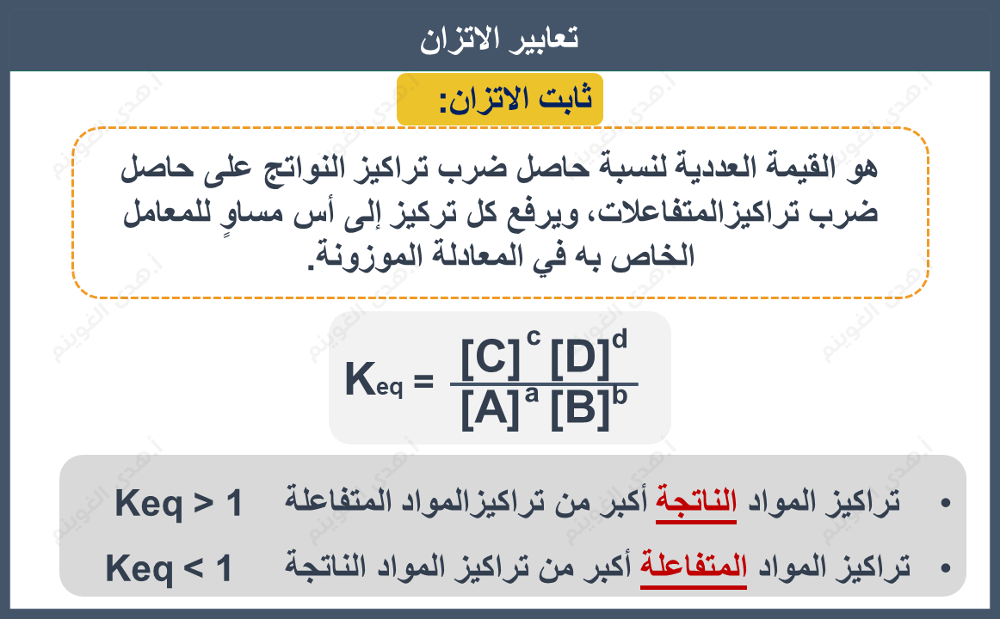 تعابير الاتزان
ثابت الاتزان:
هو القيمة العددية لنسبة حاصل ضرب تراكيز النواتج على حاصل
ضرب تراكيزالمتفاعلات، ويرفع كل تركيز إلى أس مساوٍ للمعامل
الخاص به في المعادلة الموزونة.
Keq = [C]^c [D]^d / [A]^a [B]^b
• تراكيز المواد الناتجة أكبر من تراكيزالمواد المتفاعلة Keq > 1
• تراكيز المواد المتفاعلة أكبر من تراكيز المواد الناتجة Keq < 1
أ.هدى الغوينم